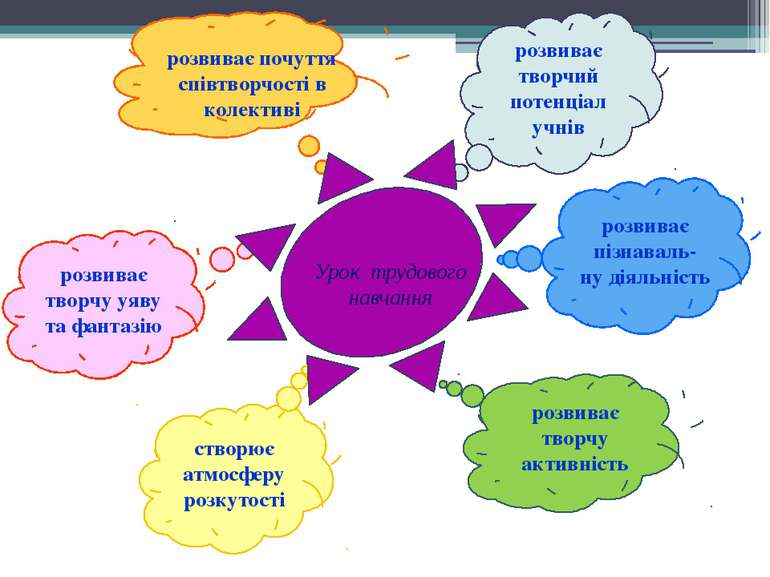 розвиває почуття
співтворчості в
колективі
розвиває
творчий
потенціал
учнів
розвиває
пізнаваль-
ну діяльність
Урок трудового
навчання
розвиває
творчу уяву
та фантазію
створює
атмосферу
розкутості
розвиває
творчу
активність